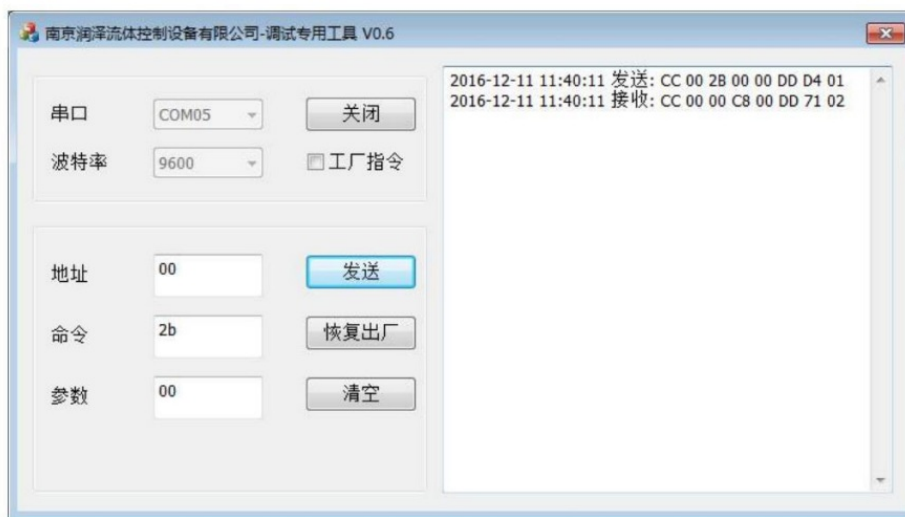 南京润泽流体控制设备有限公司-调试专用工具 V0.6
串口 COM05 关闭
波特率 9600 工厂指令
地址 00 发送
命令 2b 恢复出厂
参数 00 清空
2016-12-11 11:40:11 发送: CC 00 2B 00 00 DD D4 01
2016-12-11 11:40:11 接收: CC 00 00 C8 00 DD 71 02